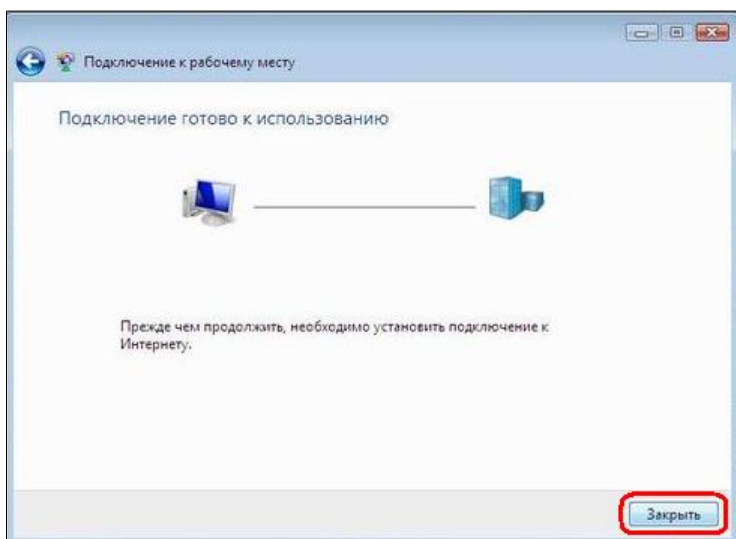 Подключение к рабочему месту
Подключение готово к использованию
Прежде чем продолжить, необходимо установить подключение к
Интернету.
Закрыть